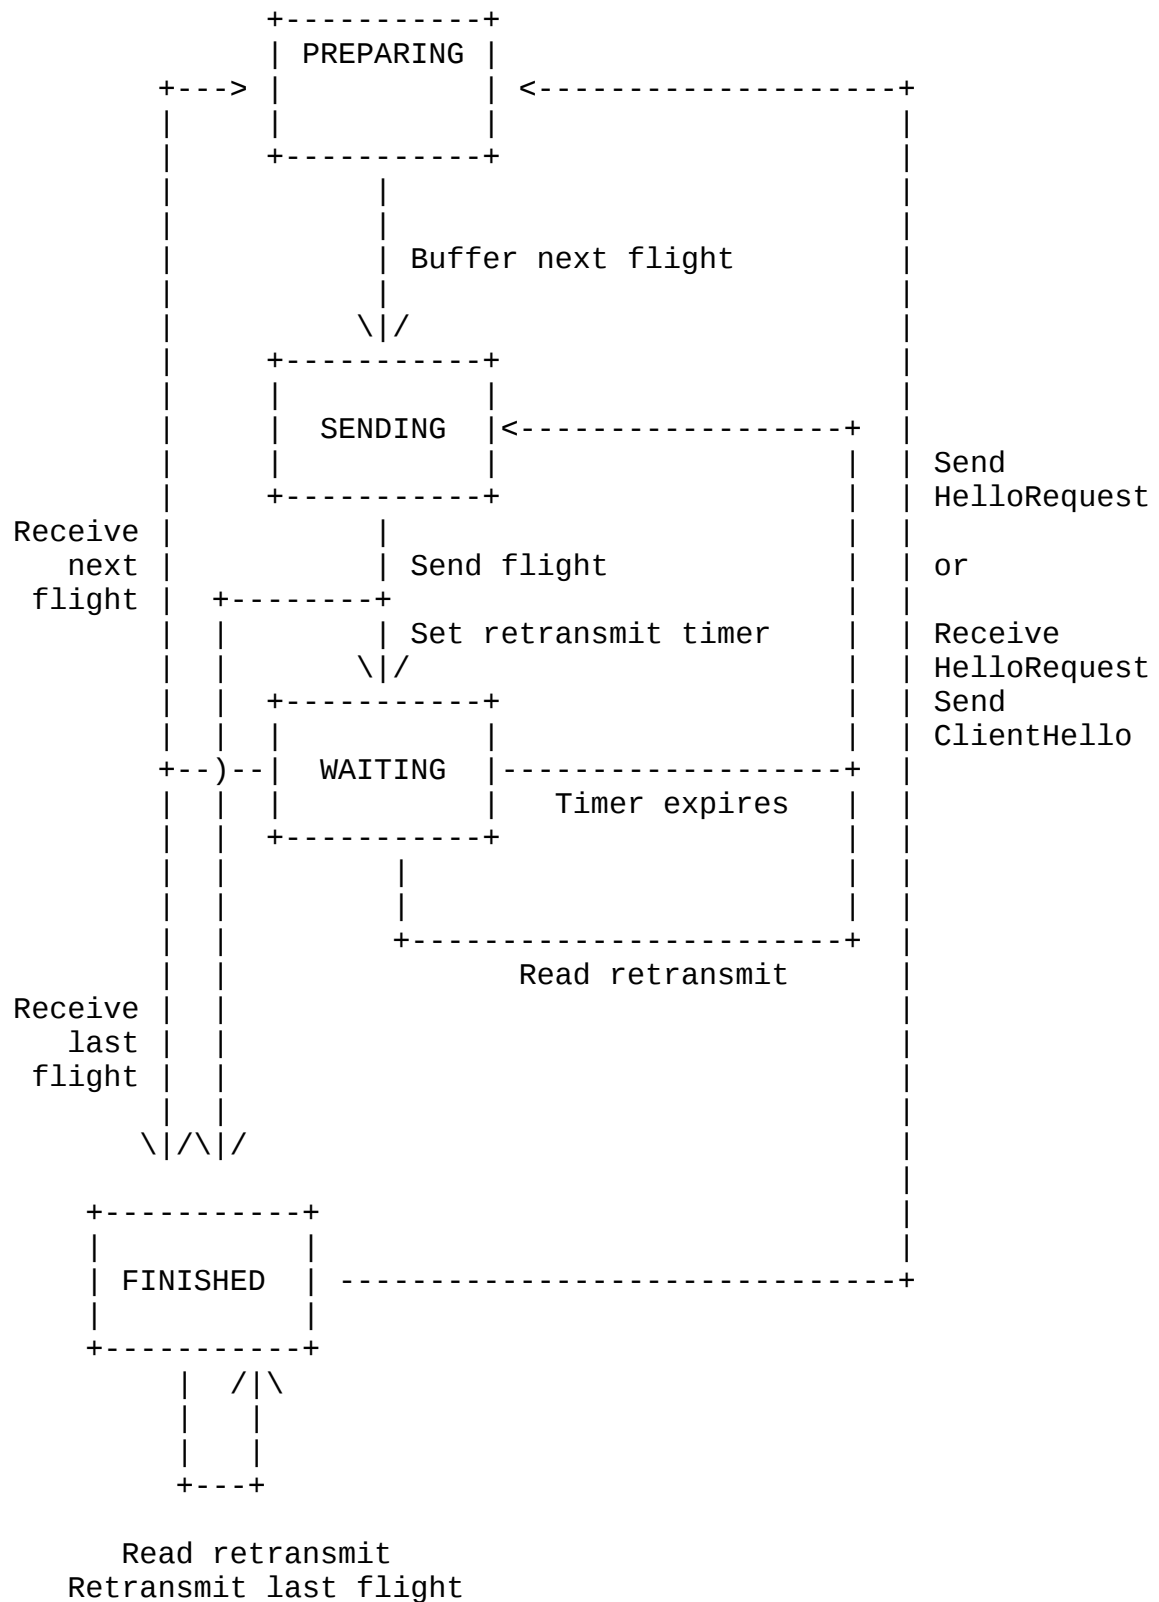 PREPARING
Buffer next flight
SENDING
Send
HelloRequest
or
Receive
HelloRequest
Send
ClientHello
Receive
next
flight
Send flight
Set retransmit timer
WAITING
Timer expires
Read retransmit
Receive
last
flight
FINISHED
Read retransmit
Retransmit last flight